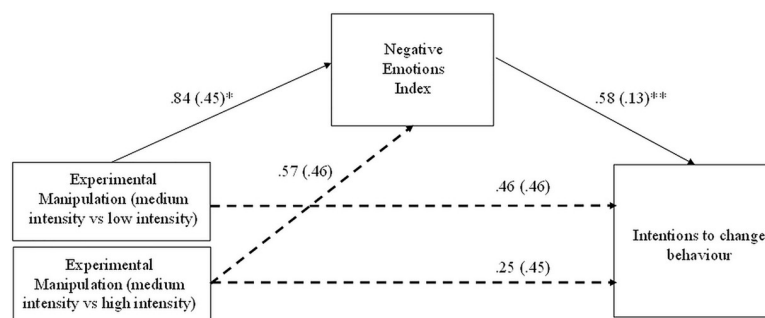 Negative
Emotions
Index
.84 (.45)*
.58 (.13)**
.57 (.46)
Experimental
Manipulation (medium
intensity vs low intensity)
.46 (.46)
Intentions to change
behaviour
Experimental
Manipulation (medium
intensity vs high intensity)
.25 (.45)